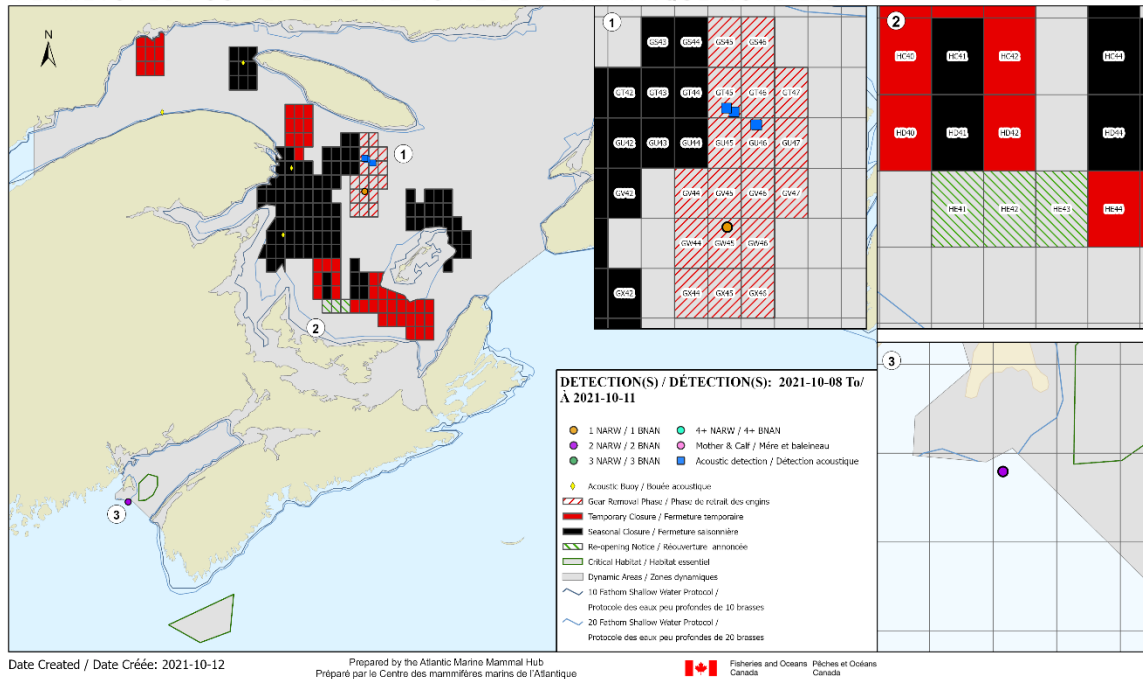 N
1
2
3
1
GS43 GS44 GS45 GS46
GT42 GT43 GT44 GT45 GT46 GT47
GU42 GU43 GU44 GU45 GU46 GU47
GV42 GV44 GV45 GV46 GV47
GW44 GW45 GW46
GX42 GX44 GX45 GX46
2
HC40 HC41 HC42 HC44
HD40 HD41 HD42 HD44
HE41 HE42 HE43 HE44
3
DETECTION(S) / DÉTECTION(S): 2021-10-08 To/
À 2021-10-11
1 NARW / 1 BNAN
4+ NARW / 4+ BNAN
2 NARW / 2 BNAN
Mother & Calf / Mére et baleineau
3 NARW / 3 BNAN
Acoustic detection / Détection acoustique
Acoustic Buoy / Bouée acoustique
Gear Removal Phase / Phase de retrait des engins
Temporary Closure / Fermeture temporaire
Seasonal Closure / Fermeture saisonnière
Re-opening Notice / Réouverture annoncée
Critical Habitat / Habitat essentiel
Dynamic Areas / Zones dynamiques
10 Fathom Shallow Water Protocol /
Protocole des eaux peu profondes de 10 brasses
20 Fathom Shallow Water Protocol /
Protocole des eaux peu profondes de 20 brasses
Date Created / Date Créée: 2021-10-12
Prepared by the Atlantic Marine Mammal Hub
Préparé par le Centre des mammifères marins de l'Atlantique
Fisheries and Oceans Pêches et Océans
Canada Canada